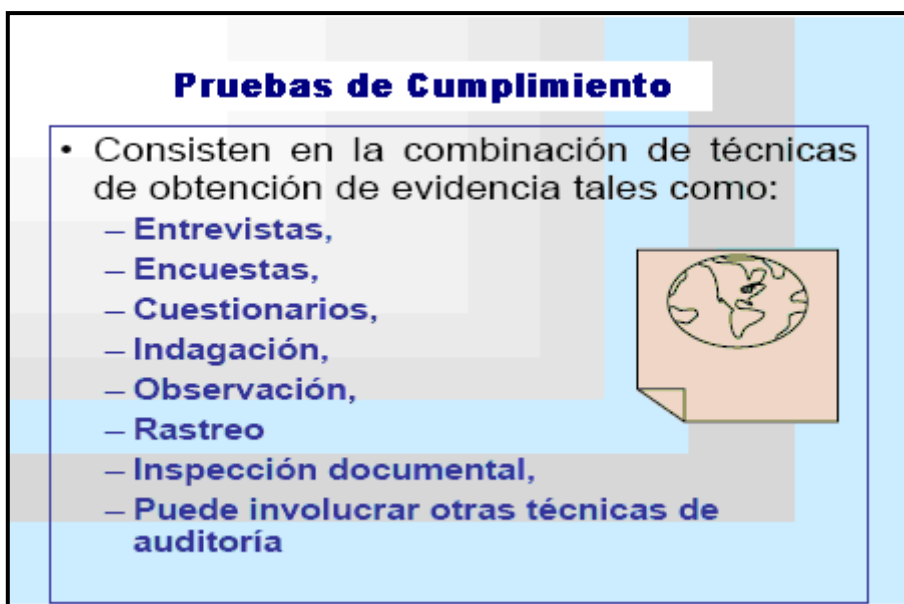 Pruebas de Cumplimiento
• Consisten en la combinación de técnicas
de obtención de evidencia tales como:
– Entrevistas,
– Encuestas,
– Cuestionarios,
– Indagación,
– Observación,
– Rastreo
– Inspección documental,
– Puede involucrar otras técnicas de
auditoría